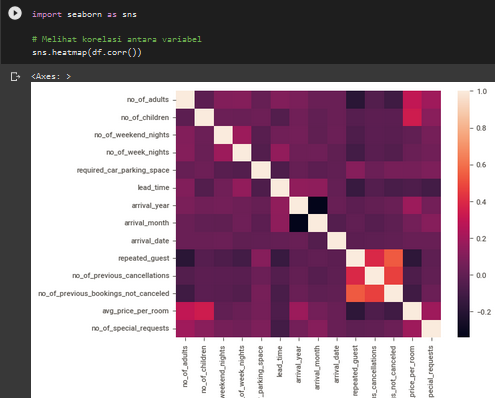 import seaborn as sns
# Melihat korelasi antara variabel
sns.heatmap(df.corr())
<Axes: >
no_of_adults
no_of_children
no_of_weekend_nights
no_of_week_nights
required_car_parking_space
lead_time
arrival_year
arrival_month
arrival_date
repeated_guest
no_of_previous_cancellations
no_of_previous_bookings_not_canceled
avg_price_per_room
no_of_special_requests
1.0
0.8
0.6
0.4
0.2
0.0
−0.2
no_of_adults
no_of_children
weekend_nights
of_week_nights
_parking_space
lead_time
arrival_year
arrival_month
arrival_date
repeated_guest
s_cancellations
s_not_canceled
price_per_room
pecial_requests